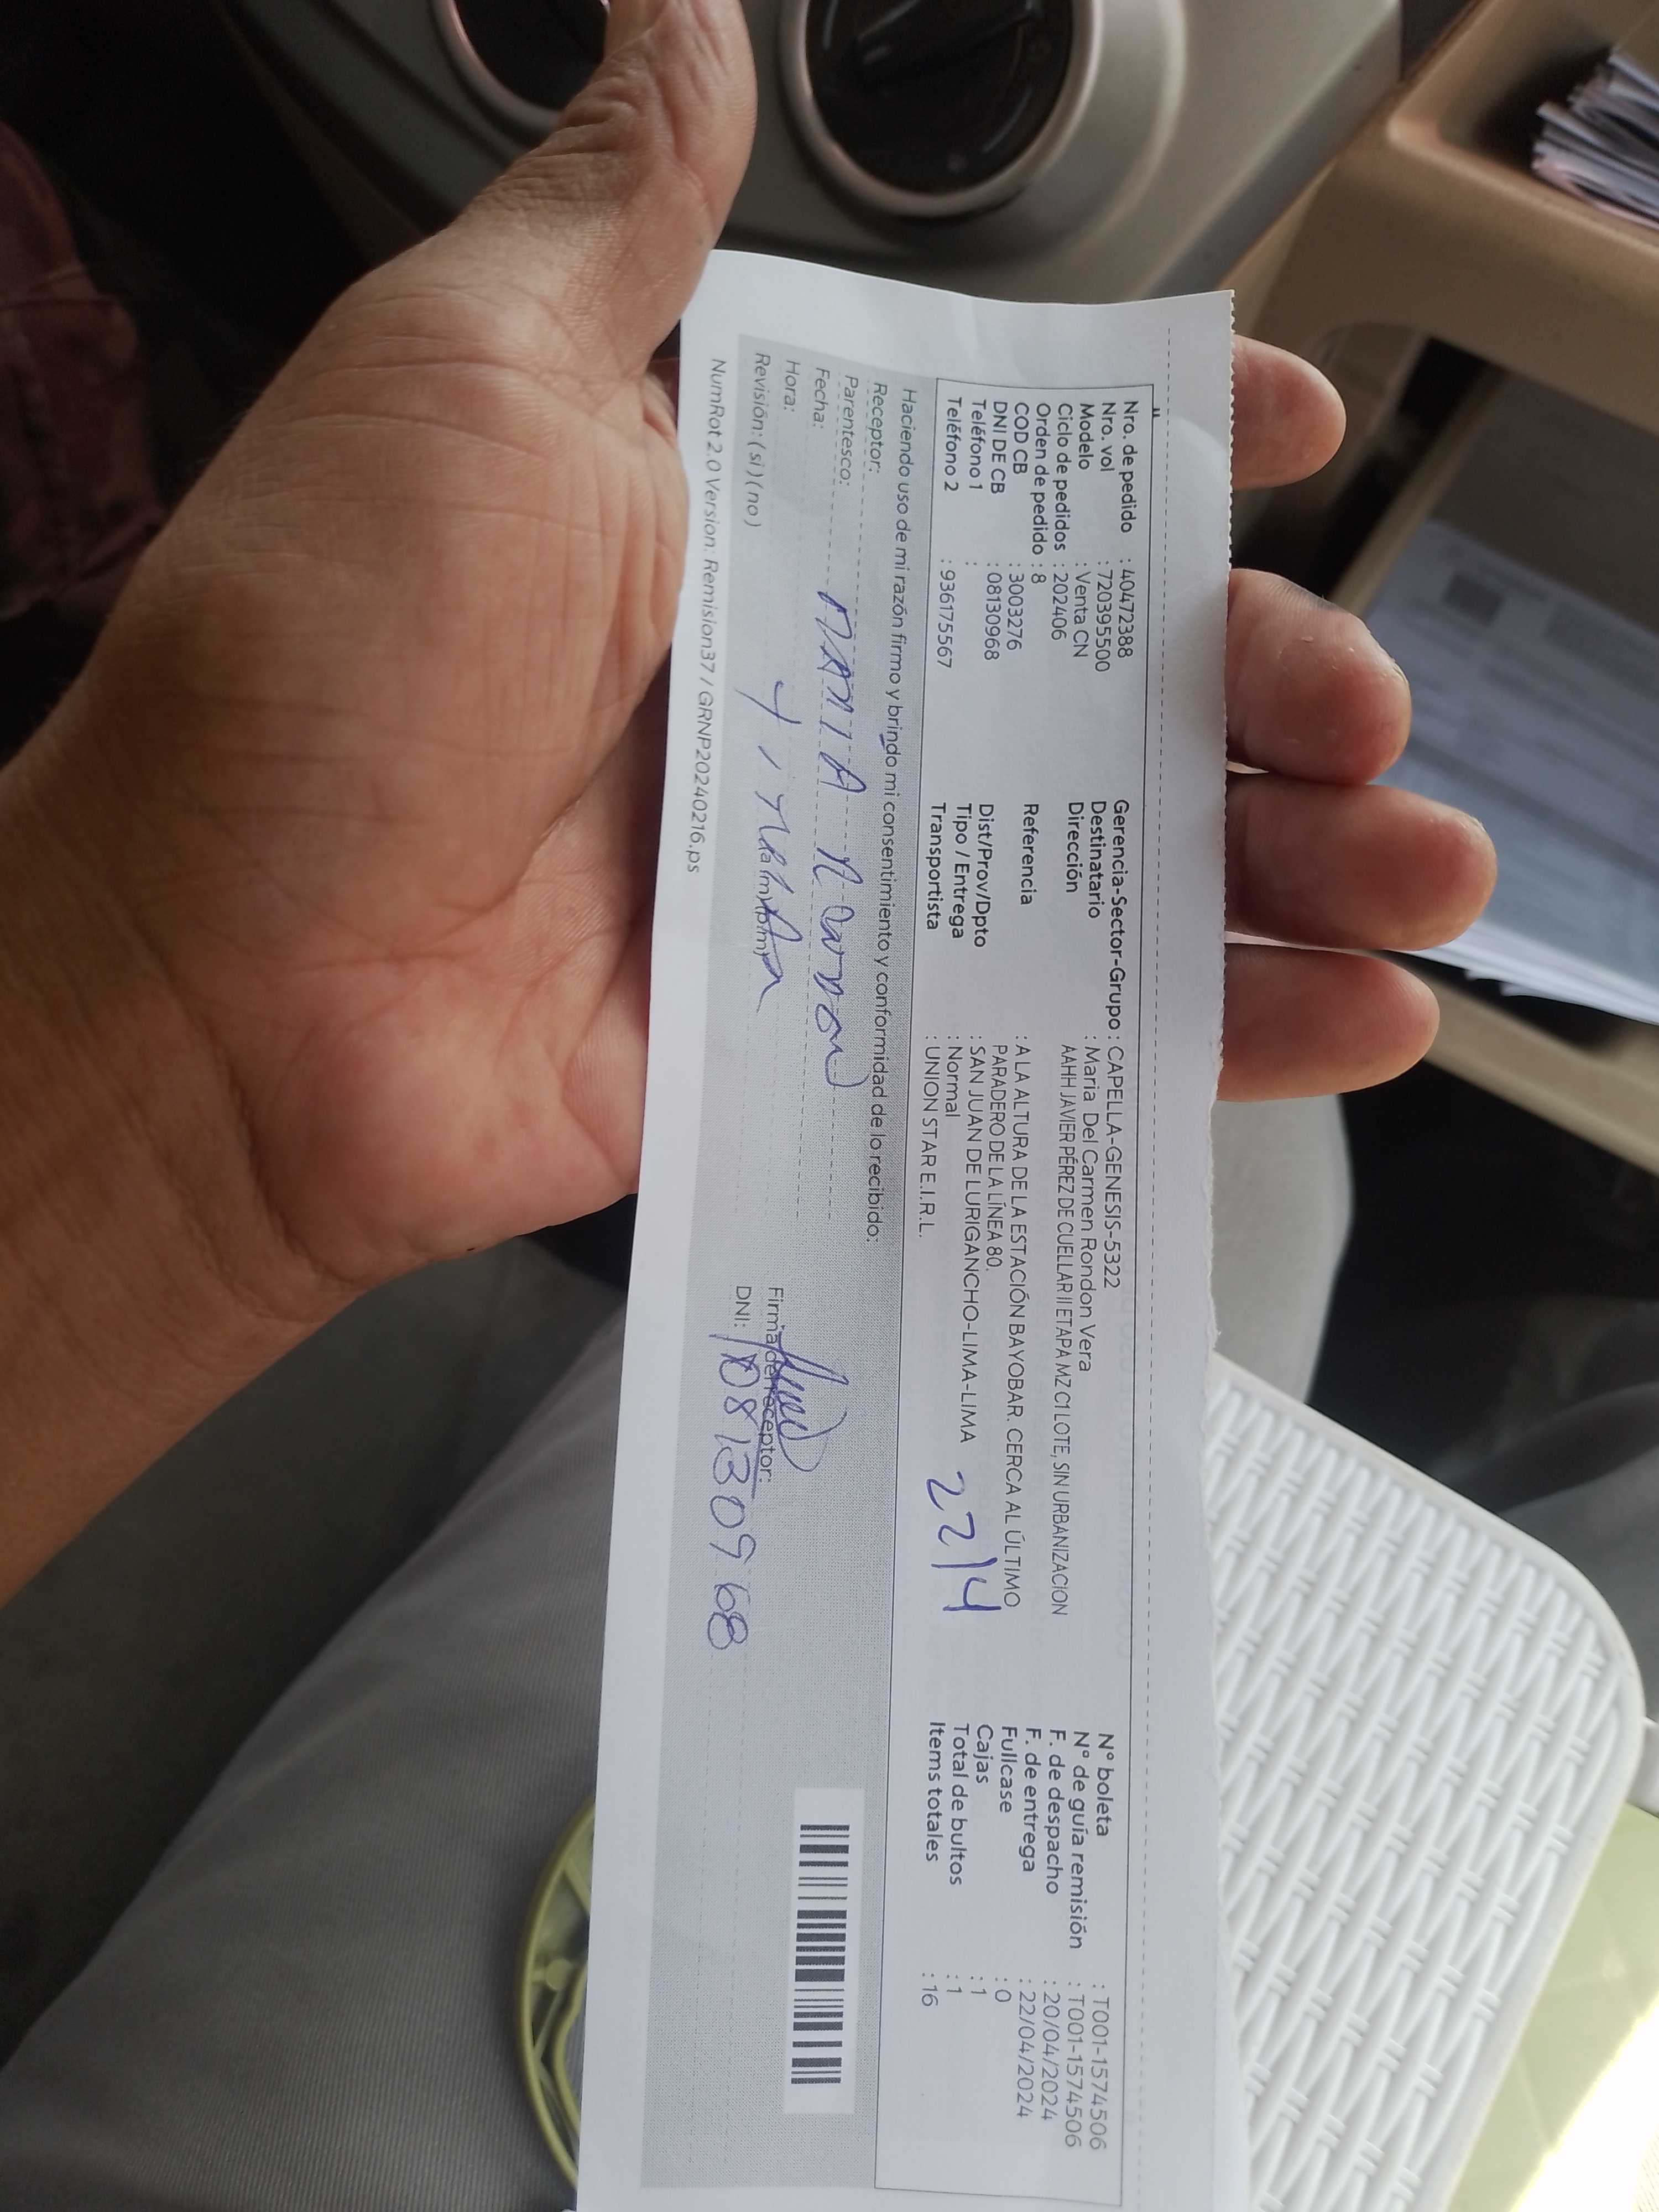 Nro. de pedido : 40472388
Nro. vol : 720395500
Modelo : Venta CN
Ciclo de pedidos : 202406
Orden de pedido : 8
COD CB : 3003276
DNI DE CB : 08130968
Teléfono 1 :
Teléfono 2 : 936175567
Gerencia-Sector-Grupo : CAPELLA-GENESIS-5322
Destinatario : Maria Del Carmen Rondon Vera
Dirección AAHH JAVIER PÉREZ DE CUELLAR II ETAPA MZ C1 LOTE, SIN URBANIZACION
Referencia : A LA ALTURA DE LA ESTACIÓN BAYOBAR. CERCA AL ÚLTIMO
PARADERO DE LA LÍNEA 80.
Dist/Prov/Dpto : SAN JUAN DE LURIGANCHO-LIMA-LIMA
Tipo / Entrega : Normal
Transportista : UNION STAR E.I.R.L.
22/4
N° boleta : T001-1574506
N° de guía remisión : T001-1574506
F. de despacho : 20/04/2024
F. de entrega : 22/04/2024
Fullcase : 0
Cajas : 1
Total de bultos : 1
Items totales : 16
Haciendo uso de mi razón firmo y brindo mi consentimiento y conformidad de lo recibido:
Receptor:
Parentesco:
Fecha:
Hora:
Revisión: (si) (no)
Firma del receptor:
DNI: 08130968
NumRot 2.0 Version. Remision37 / GRNP20240216.ps